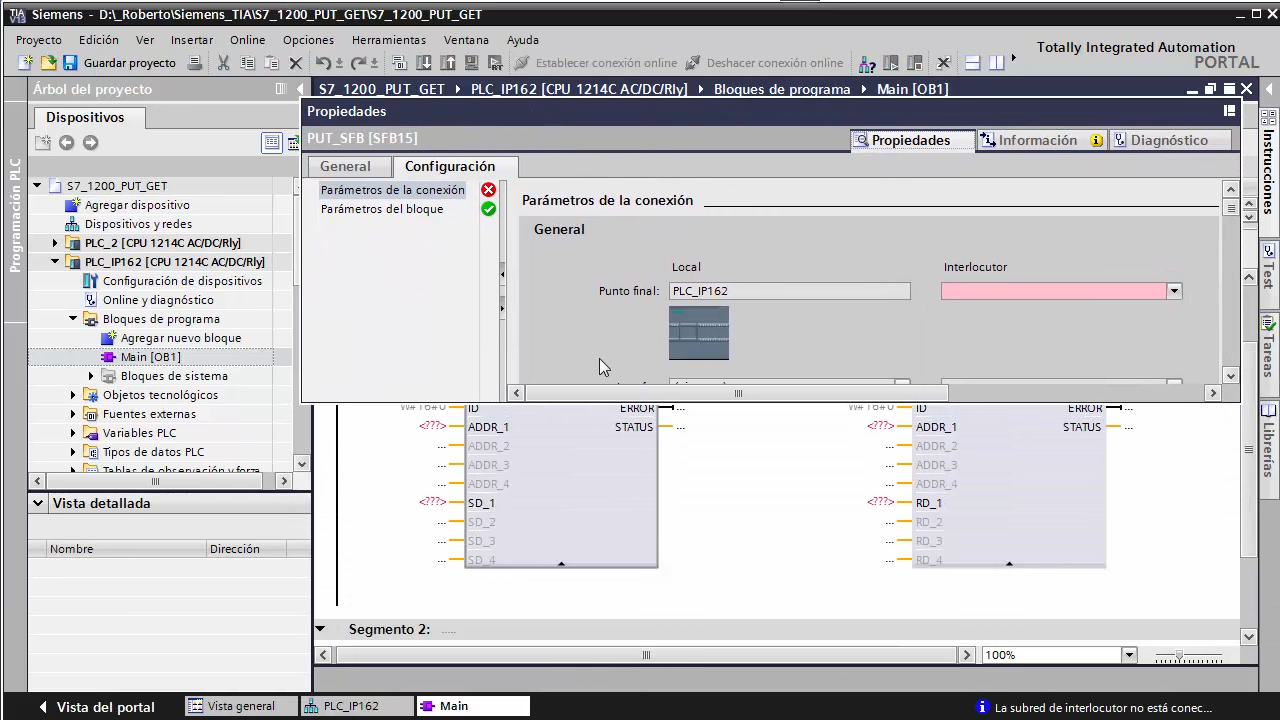 TIA V13 Siemens - D:\_Roberto\Siemens_TIA\S7_1200_PUT_GET\S7_1200_PUT_GET
Proyecto Edición Ver Insertar Online Opciones Herramientas Ventana Ayuda
Totally Integrated Automation
PORTAL
Guardar proyecto Establecer conexión online Deshacer conexión online
Árbol del proyecto
S7_1200_PUT_GET PLC_IP162 [CPU 1214C AC/DC/Rly] Bloques de programa Main [OB1]
Dispositivos
Programación PLC
Propiedades
PUT_SFB [SFB15]
Propiedades Información Diagnóstico
General Configuración
Parámetros de la conexión
Parámetros del bloque
Parámetros de la conexión
General
Local Interlocutor
Punto final: PLC_IP162
S7_1200_PUT_GET
Agregar dispositivo
Dispositivos y redes
PLC_2 [CPU 1214C AC/DC/Rly]
PLC_IP162 [CPU 1214C AC/DC/Rly]
Configuración de dispositivos
Online y diagnóstico
Bloques de programa
Agregar nuevo bloque
Main [OB1]
Bloques de sistema
Objetos tecnológicos
Fuentes externas
Variables PLC
Tipos de datos PLC
Tablas de observación y forza
W#16#0 ID ERROR ... W#16#0 ID ERROR ...
<???> ADDR_1 STATUS ... <???> ADDR_1 STATUS ...
... ADDR_2 ... ADDR_2
... ADDR_3 ... ADDR_3
... ADDR_4 ... ADDR_4
<???> SD_1 <???> RD_1
... SD_2 ... RD_2
... SD_3 ... RD_3
... SD_4 ... RD_4
Segmento 2: .....
100%
Vista detallada
Nombre Dirección
Instrucciones
Test
Tareas
Librerías
Vista del portal Vista general PLC_IP162 Main
La subred de interlocutor no está conec...